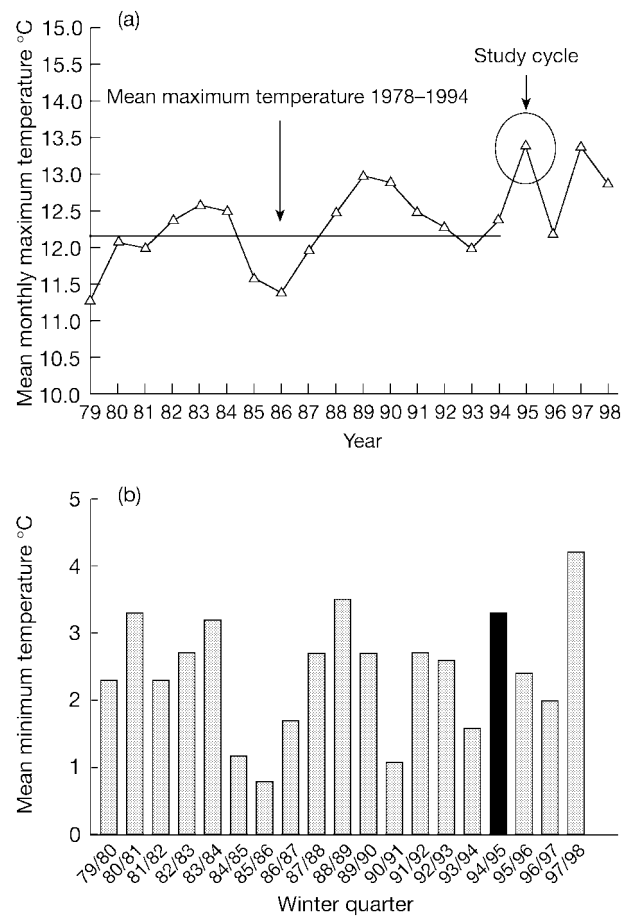 (a)
Mean monthly maximum temperature °C
15.0
15.5
14.0
13.5
13.0
12.5
12.0
11.5
11.0
10.5
10.0
Study cycle
Mean maximum temperature 1978–1994
79 80 81 82 83 84 85 86 87 88 89 90 91 92 93 94 95 96 97 98
Year
(b)
Mean minimum temperature °C
5
4
3
2
1
0
79/80 80/81 81/82 82/83 83/84 84/85 85/86 86/87 87/88 88/89 89/90 90/91 91/92 92/93 93/94 94/95 95/96 96/97 97/98
Winter quarter